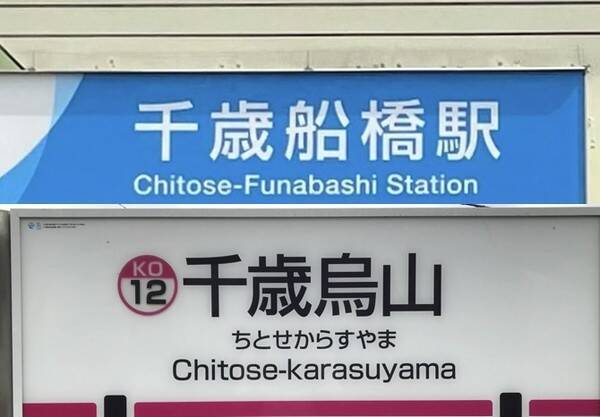 千歳船橋駅
Chitose-Funabashi Station
KO
12
千歳烏山
ちとせからすやま
Chitose-karasuyama